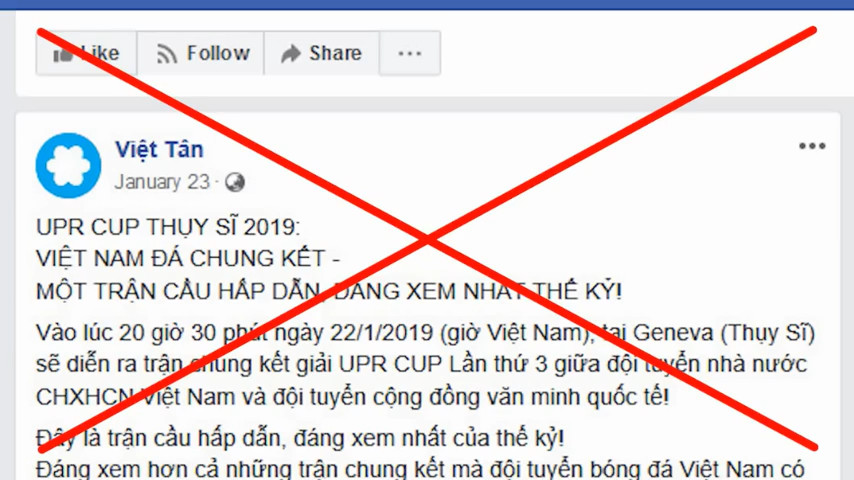 Like Follow Share
Việt Tân
January 23
UPR CUP THỤY SĨ 2019:
VIỆT NAM ĐÁ CHUNG KẾT -
MỘT TRẬN CẦU HẤP DẪN, ĐÁNG XEM NHẤT THẾ KỶ!
Vào lúc 20 giờ 30 phút ngày 22/1/2019 (giờ Việt Nam), tại Geneva (Thụy Sĩ)
sẽ diễn ra trận chung kết giải UPR CUP Lần thứ 3 giữa đội tuyển nhà nước
CHXHCN Việt Nam và đội tuyển cộng đồng văn minh quốc tế!
Đây là trận cầu hấp dẫn, đáng xem nhất của thế kỷ!
Đáng xem hơn cả những trận chung kết mà đội tuyển bóng đá Việt Nam có